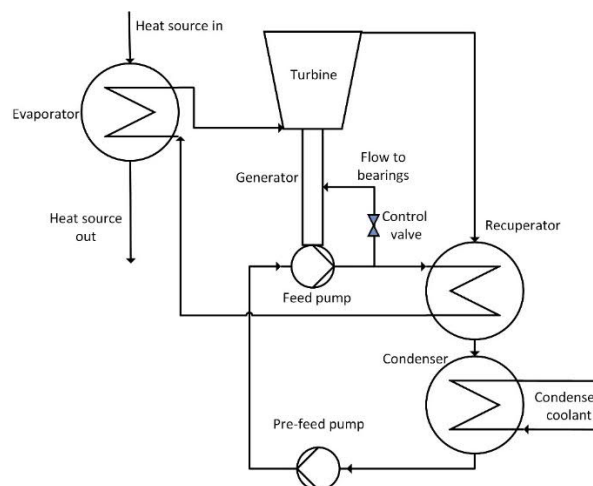 Heat source in
Turbine
Evaporator
Flow to
bearings
Generator
Heat source
out
Control
valve
Recuperator
Feed pump
Condenser
Condense
coolant
Pre-feed pump